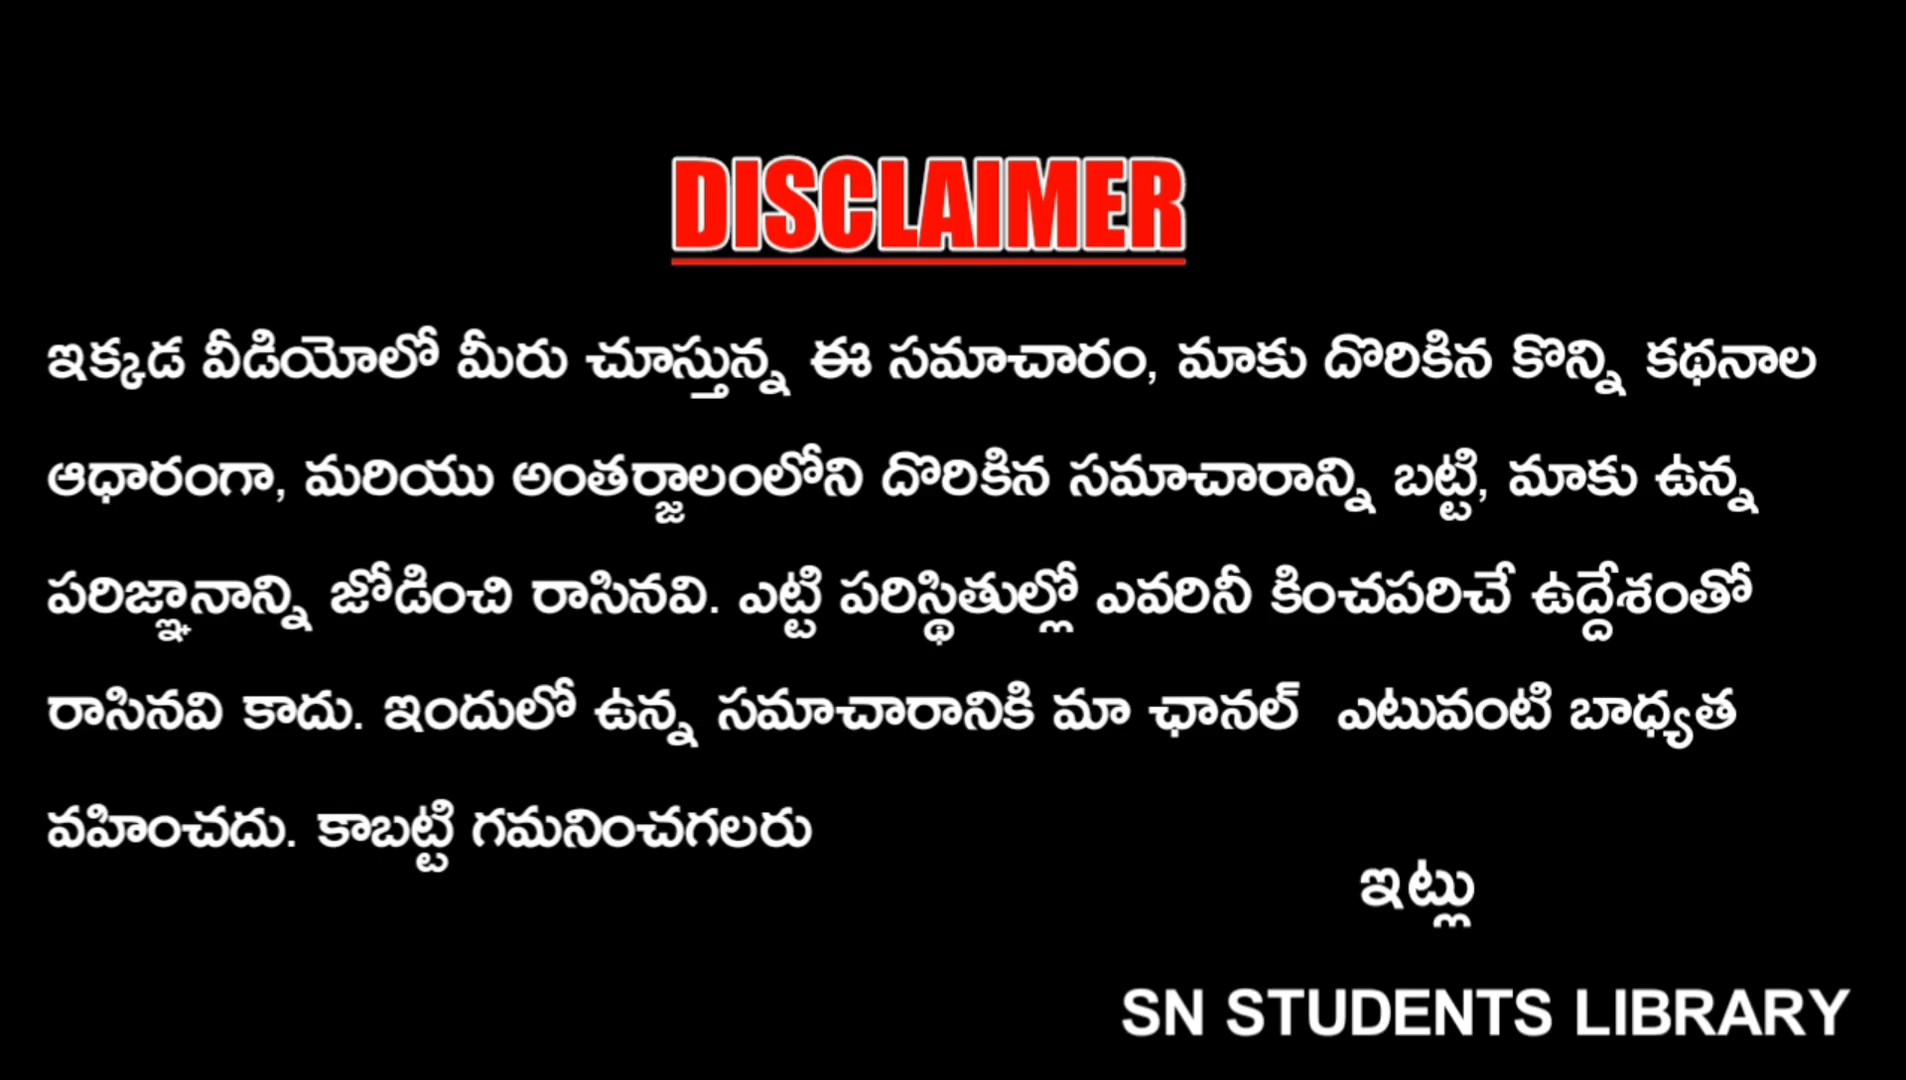 DISCLAIMER
ఇక్కడ వీడియోలో మీరు చూస్తున్న ఈ సమాచారం, మాకు దొరికిన కొన్ని కథనాల
ఆధారంగా, మరియు అంతర్జాలంలోని దొరికిన సమాచారాన్ని బట్టి, మాకు ఉన్న
పరిజ్ఞానాన్ని జోడించి రాసినవి. ఎట్టి పరిస్థితుల్లో ఎవరినీ కించపరిచే ఉద్దేశంతో
రాసినవి కాదు. ఇందులో ఉన్న సమాచారానికి మా ఛానల్ ఎటువంటి బాధ్యత
వహించదు. కాబట్టి గమనించగలరు
ఇట్లు
SN STUDENTS LIBRARY